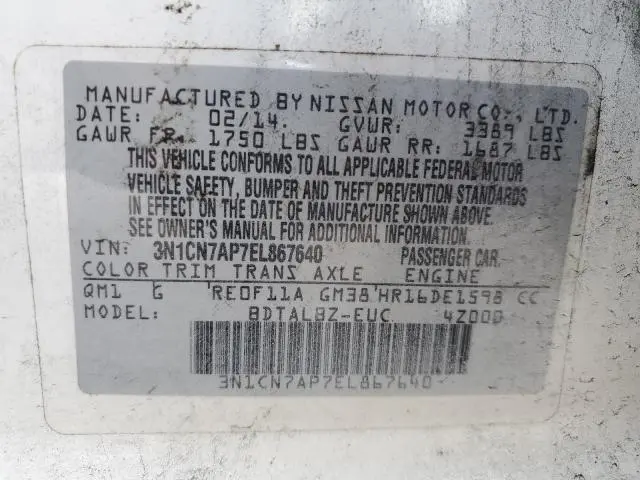 MANUFACTURED BY NISSAN MOTOR CO., LTD.
DATE: 02/14. GVWR: 3389 LBS
GAWR FR. 1750 LBS GAWR RR: 1687 LBS
THIS VEHICLE CONFORMS TO ALL APPLICABLE FEDERAL MOTOR
VEHICLE SAFETY, BUMPER AND THEFT PREVENTION STANDARDS
IN EFFECT ON THE DATE OF MANUFACTURE SHOWN ABOVE.
SEE OWNER'S MANUAL FOR ADDITIONAL INFORMATION
VIN: 3N1CN7AP7EL867640 PASSENGER CAR.
COLOR TRIM TRANS AXLE ENGINE
QM1 G RE0F11A GM38 HR16DE1598 CC
MODEL: BDTALBZ-EUC 4Z000
3N1CN7AP7EL867640